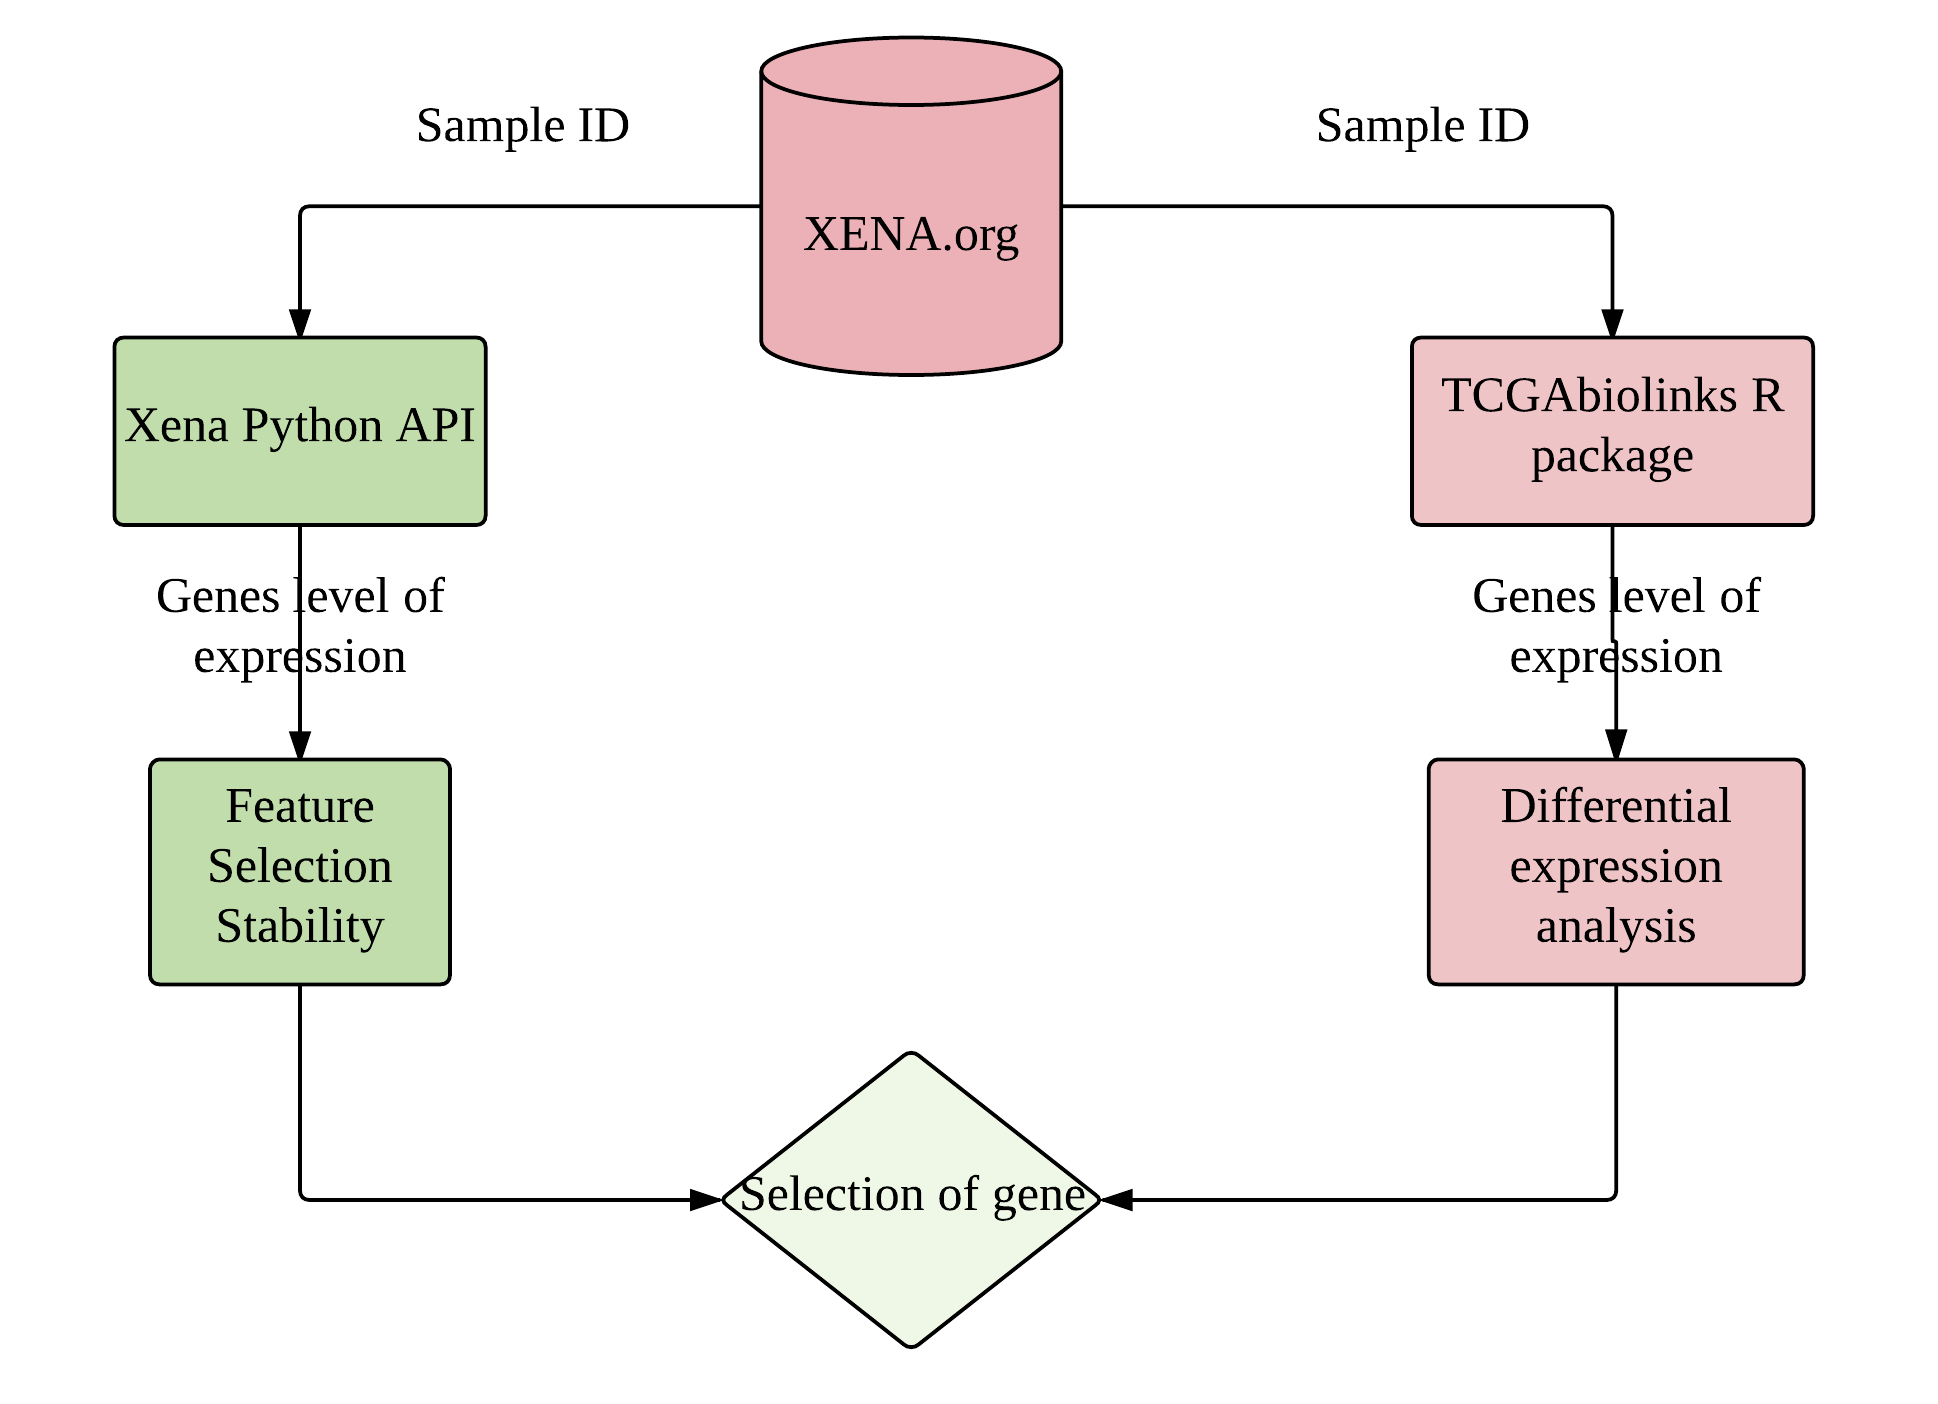 Sample ID
Sample ID
XENA.org
Xena Python API
TCGAbiolinks R
package
Genes level of
expression
Genes level of
expression
Feature
Selection
Stability
Differential
expression
analysis
Selection of gene